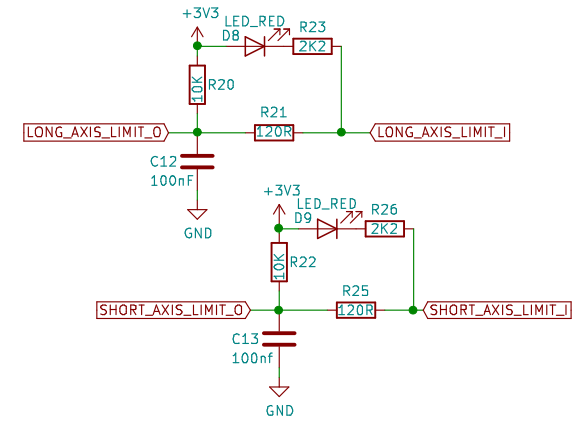 +3V3
LED_RED
D8
R23
2K2
10K
R20
R21
120R
LONG_AXIS_LIMIT_O
LONG_AXIS_LIMIT_I
C12
100nF
GND
+3V3
LED_RED
D9
R26
2K2
10K
R22
R25
120R
SHORT_AXIS_LIMIT_O
SHORT_AXIS_LIMIT_I
C13
100nf
GND